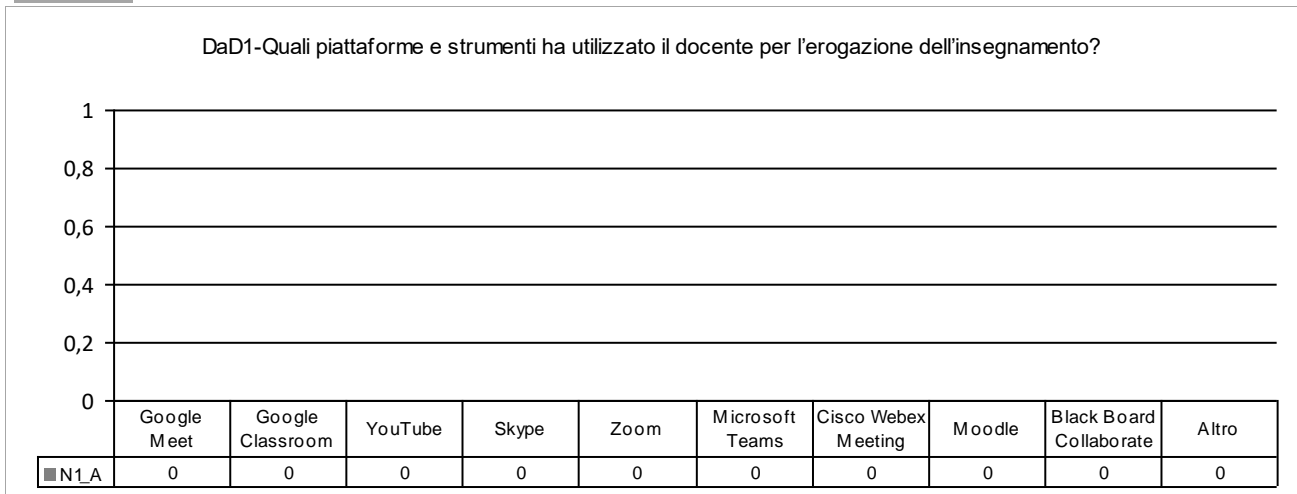 DaD1-Quali piattaforme e strumenti ha utilizzato il docente per l'erogazione dell'insegnamento?
1
0,8
0,6
0,4
0,2
0
Google Meet Google Classroom YouTube Skype Zoom Microsoft Teams Cisco Webex Meeting Moodle Black Board Collaborate Altro
N1_A 0 0 0 0 0 0 0 0 0 0